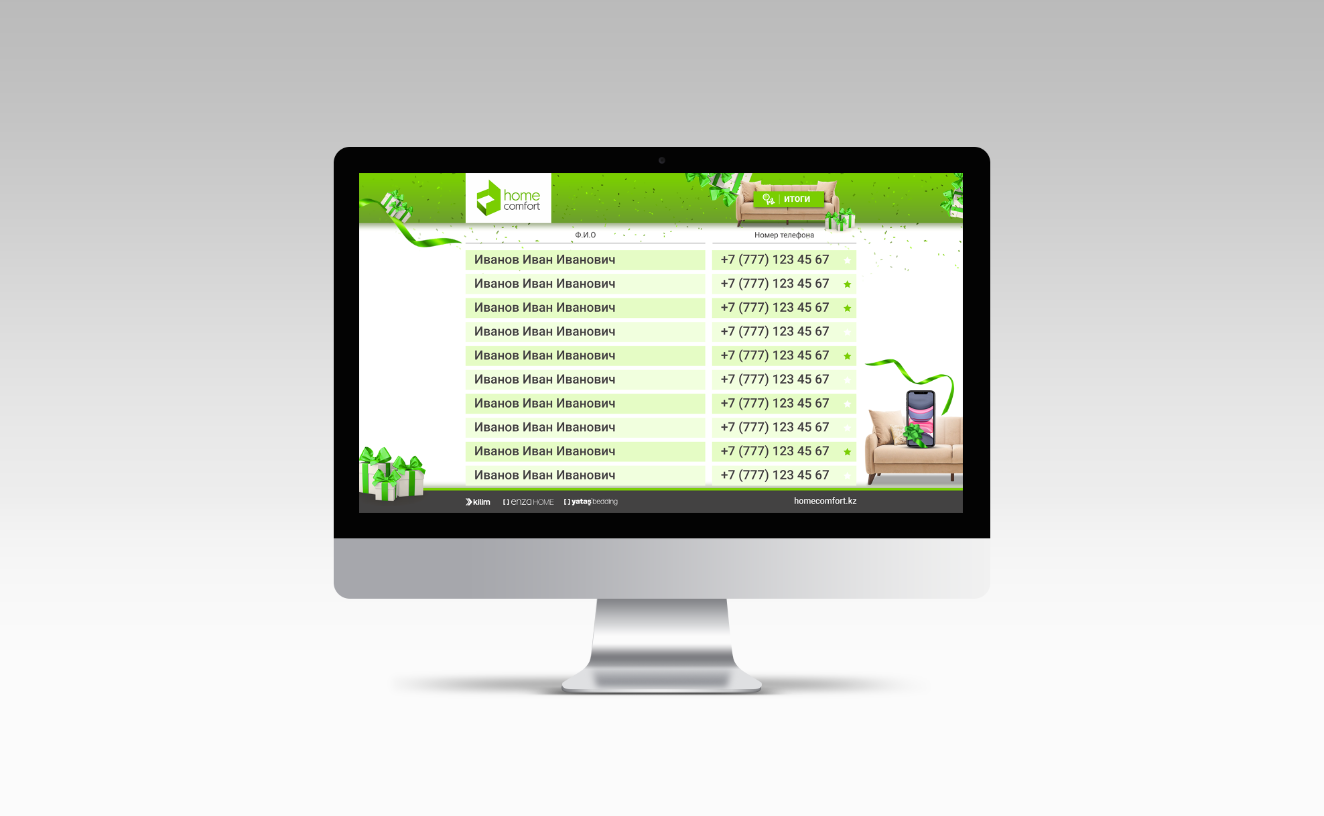 home
comfort
ИТОГИ
Ф.И.О
Номер телефона
Иванов Иван Иванович +7 (777) 123 45 67
Иванов Иван Иванович +7 (777) 123 45 67
Иванов Иван Иванович +7 (777) 123 45 67
Иванов Иван Иванович +7 (777) 123 45 67
Иванов Иван Иванович +7 (777) 123 45 67
Иванов Иван Иванович +7 (777) 123 45 67
Иванов Иван Иванович +7 (777) 123 45 67
Иванов Иван Иванович +7 (777) 123 45 67
Иванов Иван Иванович +7 (777) 123 45 67
Иванов Иван Иванович +7 (777) 123 45 67
kilim
enza HOME
yataş bedding
homecomfort.kz